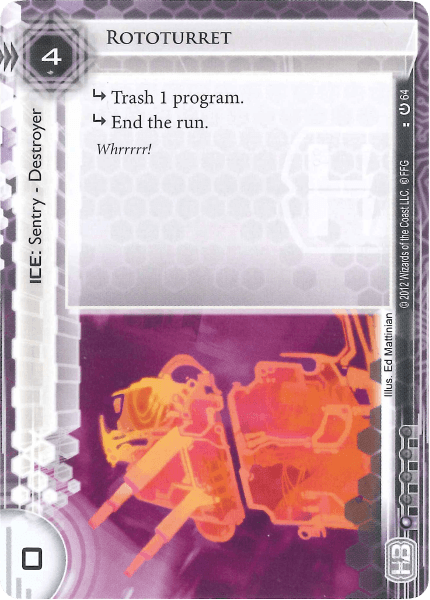 ROTOTURRET
4
↳ Trash 1 program.
↳ End the run.
Whrrrrr!
ICE: Sentry - Destroyer
64
© 2012 Wizards of the Coast LLC. © FFG
Illus. Ed Mattinian
0
HB